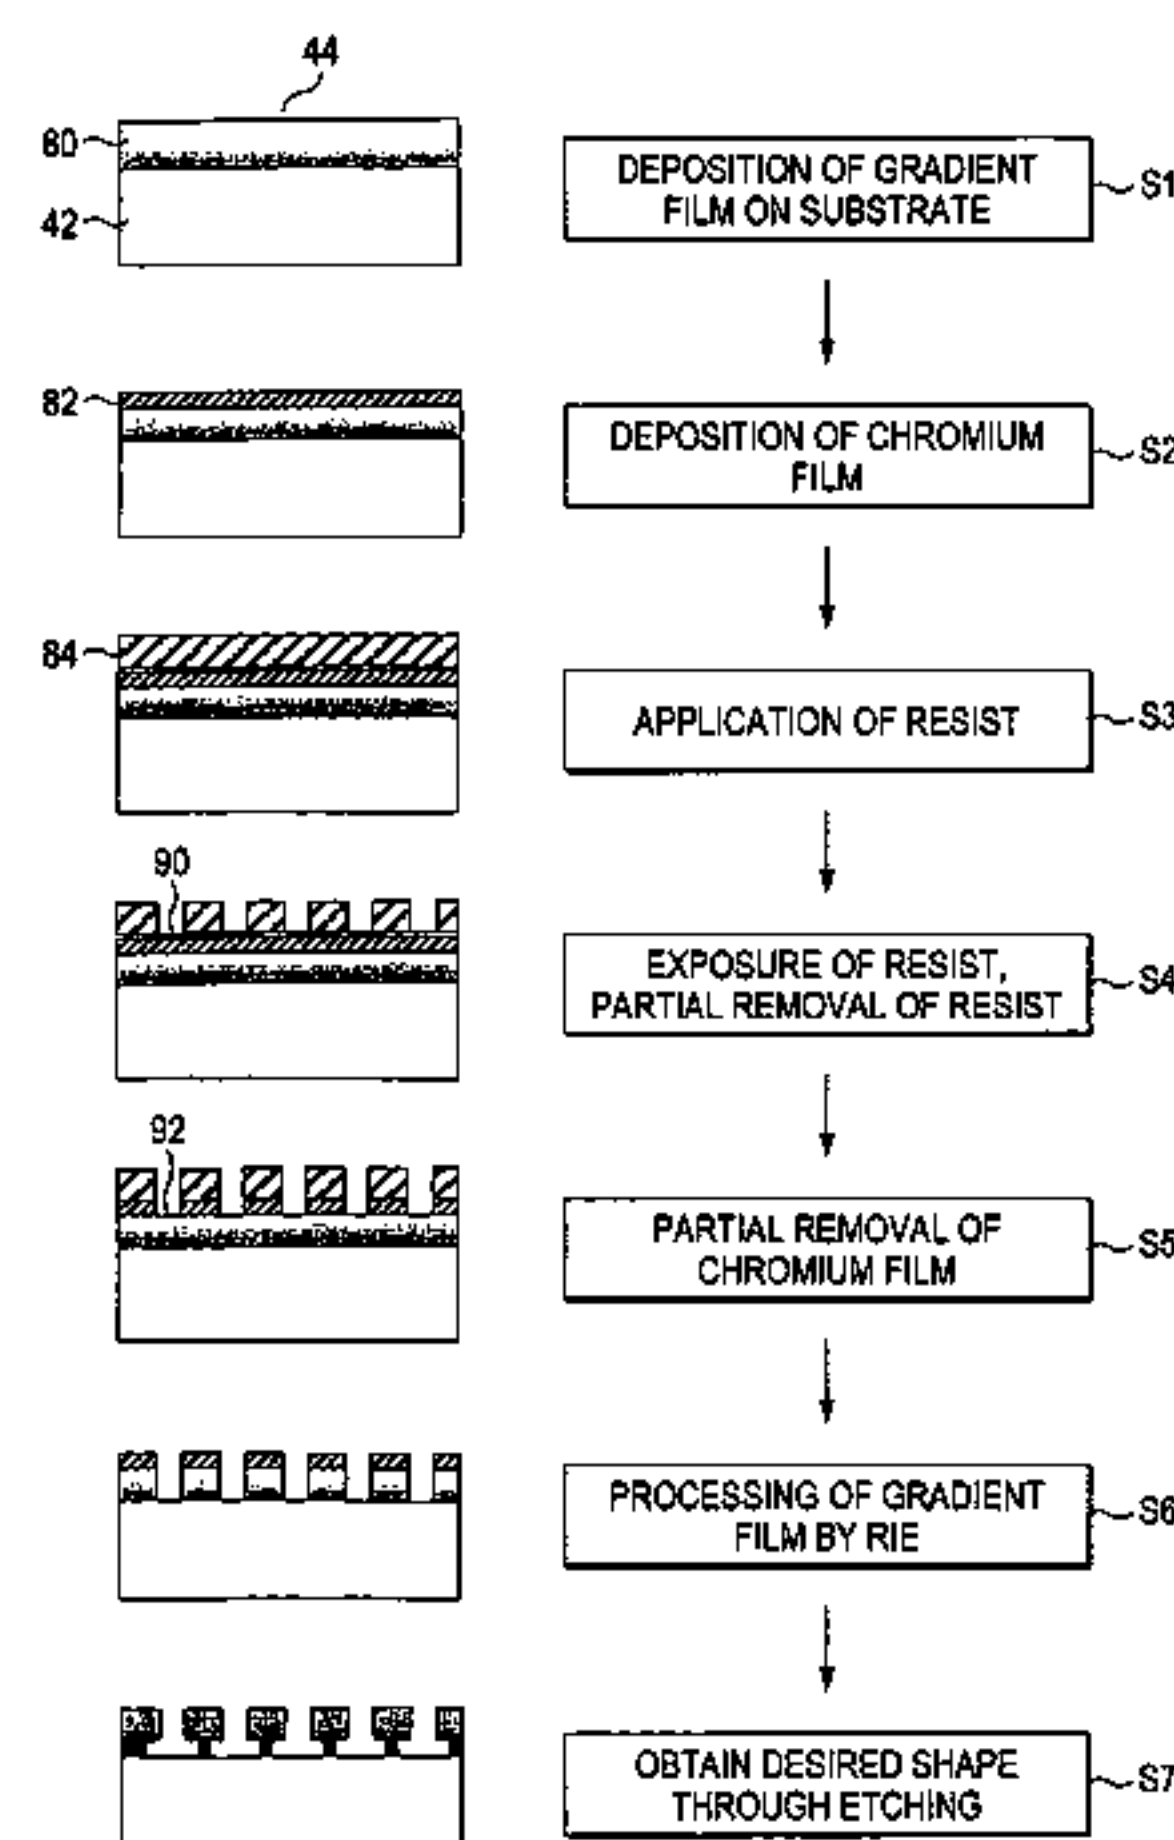 44
80
42
DEPOSITION OF GRADIENT
FILM ON SUBSTRATE
S1
82
DEPOSITION OF CHROMIUM
FILM
S2
84
APPLICATION OF RESIST
S3
90
EXPOSURE OF RESIST,
PARTIAL REMOVAL OF RESIST
S4
92
PARTIAL REMOVAL OF
CHROMIUM FILM
S5
PROCESSING OF GRADIENT
FILM BY RIE
S6
OBTAIN DESIRED SHAPE
THROUGH ETCHING
S7